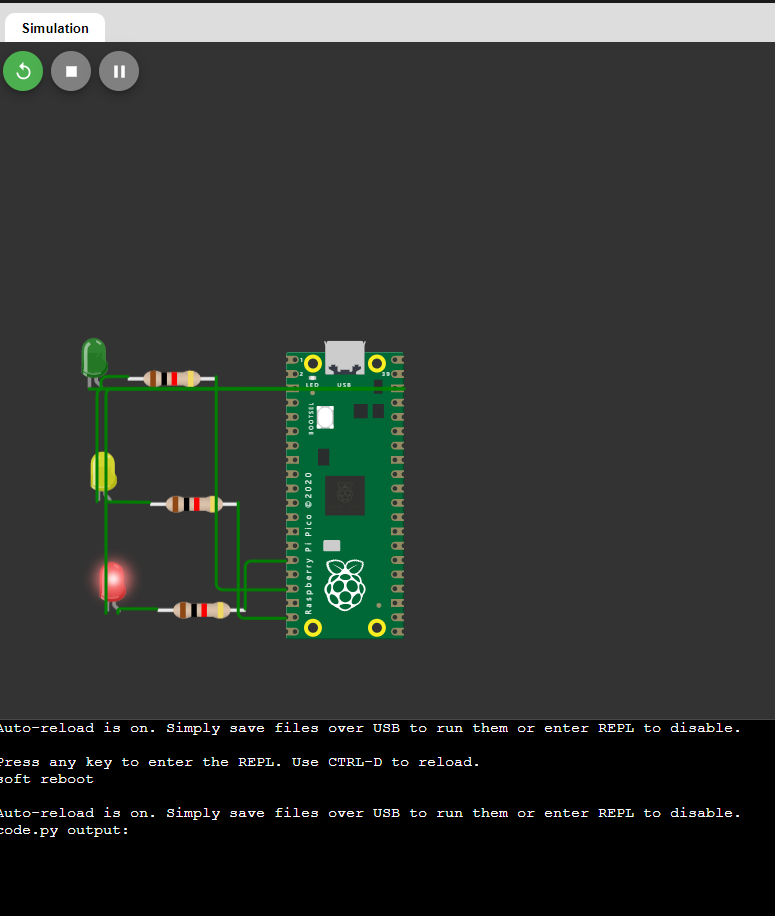 Simulation
1
2
39
LED
USB
BOOTSEL
Raspberry Pi Pico ©2020
Auto-reload is on. Simply save files over USB to run them or enter REPL to disable.
Press any key to enter the REPL. Use CTRL-D to reload.
soft reboot
Auto-reload is on. Simply save files over USB to run them or enter REPL to disable.
code.py output: